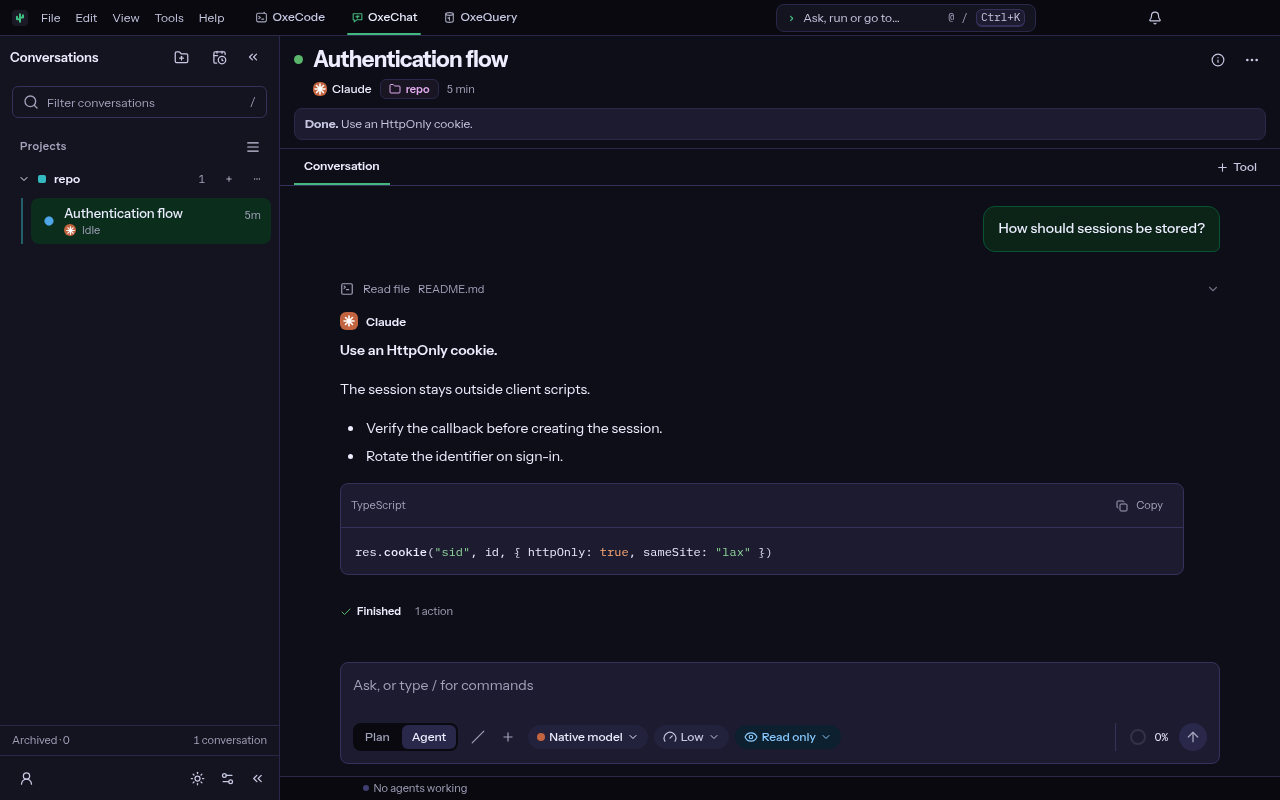 File Edit View Tools Help OxeCode OxeChat OxeQuery Ask, run or go to... @ / Ctrl+K
Conversations
Filter conversations /
Projects
repo 1
Authentication flow 5m
Idle
Archived · 0 1 conversation
Authentication flow
Claude repo 5 min
Done. Use an HttpOnly cookie.
Conversation Tool
How should sessions be stored?
Read file README.md
Claude
Use an HttpOnly cookie.
The session stays outside client scripts.
• Verify the callback before creating the session.
• Rotate the identifier on sign-in.
TypeScript Copy
res.cookie("sid", id, { httpOnly: true, sameSite: "lax" })
Finished 1 action
Ask, or type / for commands
Plan Agent Native model Low Read only 0%
No agents working